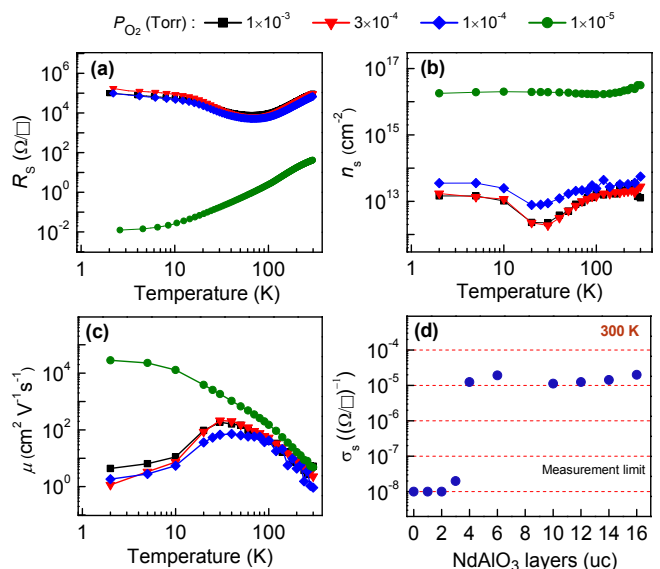 P_O2 (Torr) : 1×10⁻³ 3×10⁻⁴ 1×10⁻⁴ 1×10⁻⁵
(a)
R_s (Ω/□)
10⁶
10⁴
10²
10⁰
10⁻²
1 10 100
Temperature (K)
(b)
n_s (cm⁻²)
10¹⁷
10¹⁵
10¹³
1 10 100
Temperature (K)
(c)
μ (cm² V⁻¹s⁻¹)
10⁴
10²
10⁰
1 10 100
Temperature (K)
(d)
300 K
σ_s ((Ω/□)⁻¹)
10⁻⁴
10⁻⁵
10⁻⁶
10⁻⁷
10⁻⁸
Measurement limit
0 2 4 6 8 10 12 14 16
NdAlO₃ layers (uc)